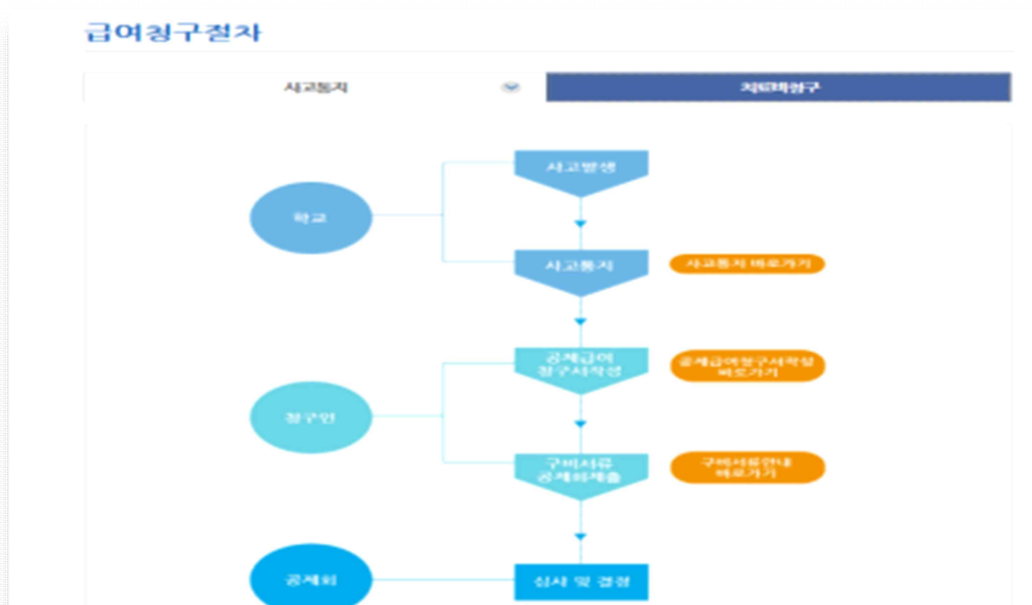 급여청구절차
사고통지
치료비청구
사고발생
학교
사고통지
사고통지 바로가기
공제급여
청구서작성
공제급여청구서작성
바로가기
청구인
구비서류
공제회제출
구비서류안내
바로가기
공제회
심사 및 결정